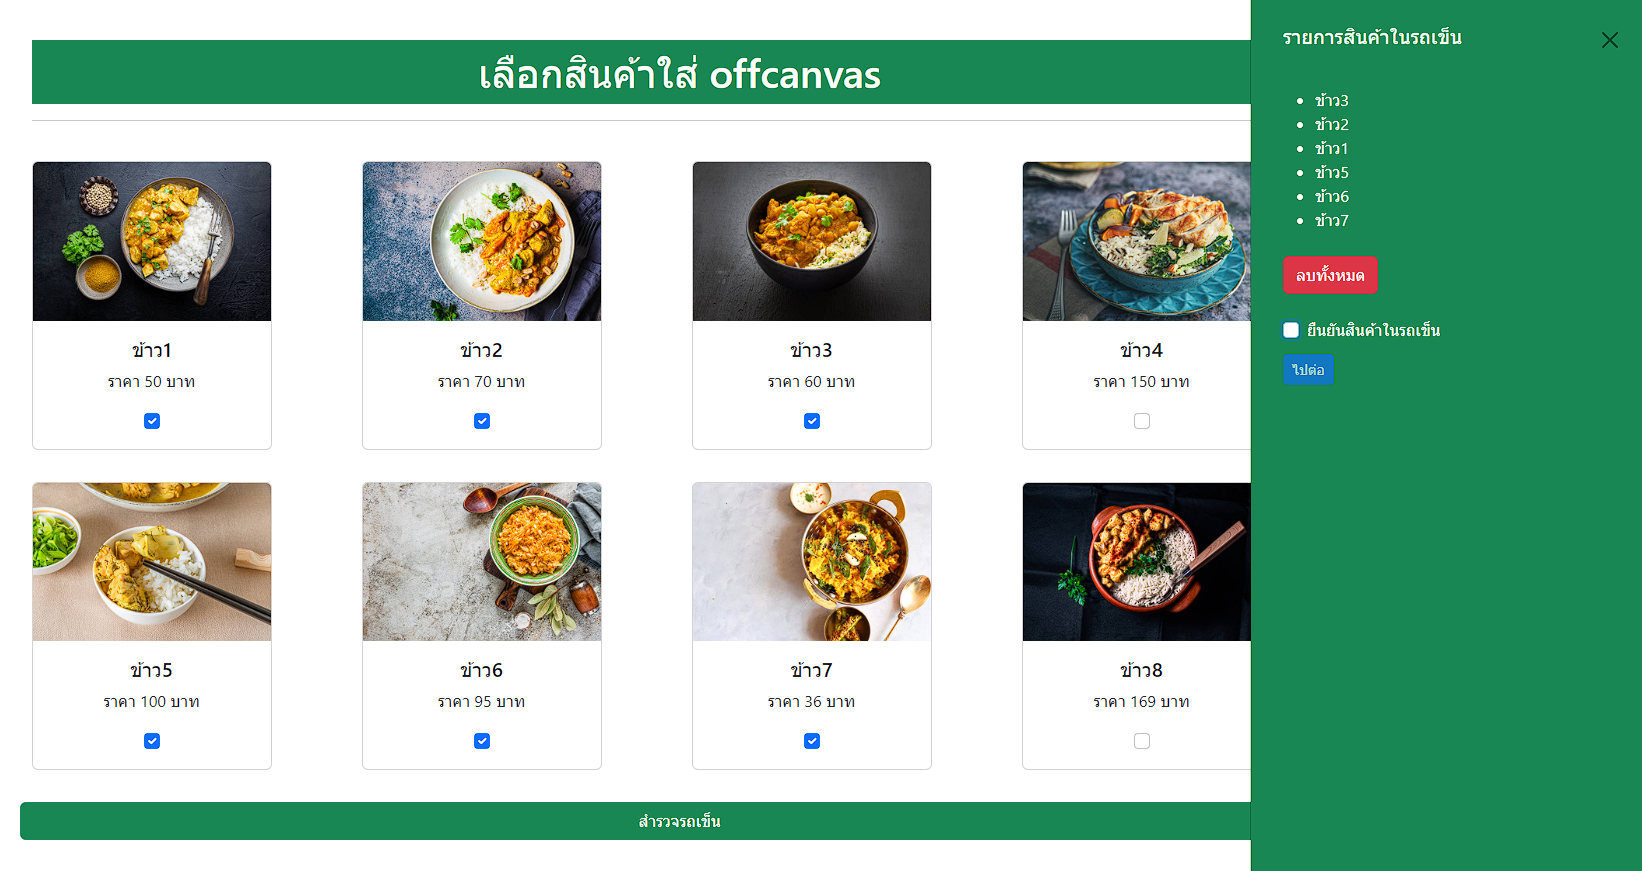 เลือกสินค้าใส่ offcanvas
ข้าว1
ราคา 50 บาท
ข้าว2
ราคา 70 บาท
ข้าว3
ราคา 60 บาท
ข้าว4
ราคา 150 บาท
ข้าว5
ราคา 100 บาท
ข้าว6
ราคา 95 บาท
ข้าว7
ราคา 36 บาท
ข้าว8
ราคา 169 บาท
สำรวจรถเข็น
รายการสินค้าในรถเข็น
ข้าว3
ข้าว2
ข้าว1
ข้าว5
ข้าว6
ข้าว7
ลบทั้งหมด
ยืนยันสินค้าในรถเข็น
ไปต่อ